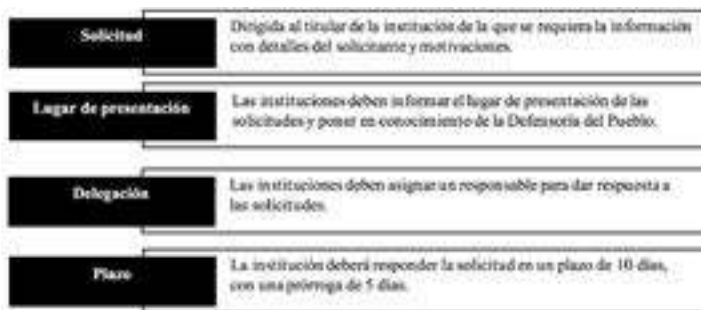 Solicitud
Dirigida al titular de la institución de la que se requiera la información
con detalles del solicitante y motivaciones.
Lugar de presentación
Las instituciones deben informar el lugar de presentación de las
solicitudes y poner en conocimiento de la Defensoría del Pueblo.
Delegación
Las instituciones deben asignar un responsable para dar respuesta a
las solicitudes.
Plazo
La institución deberá responder la solicitud en un plazo de 10 días,
con una prórroga de 5 días.